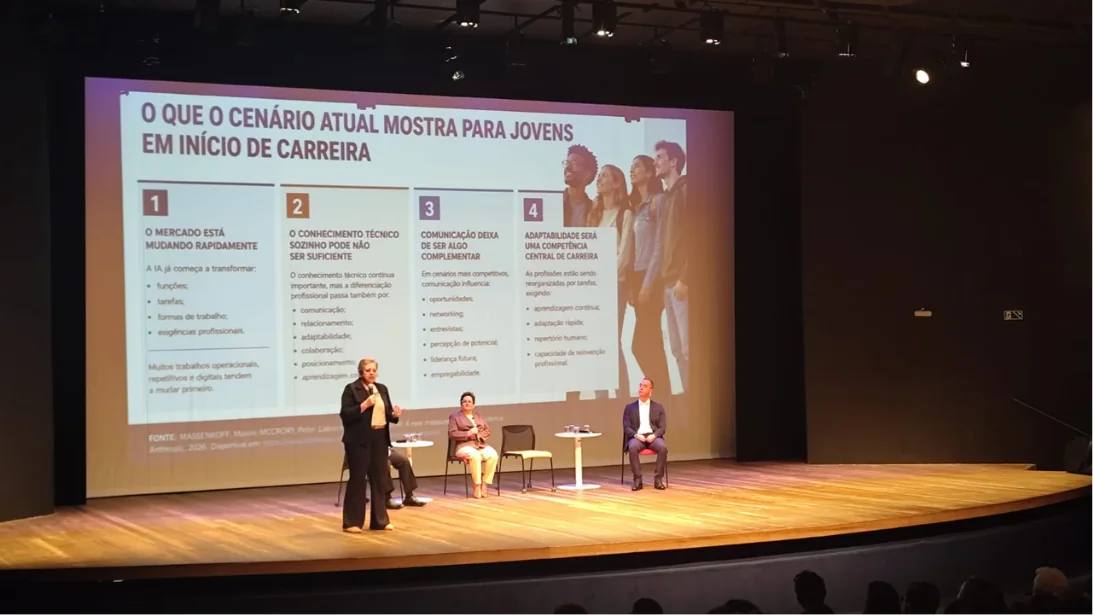 O QUE O CENÁRIO ATUAL MOSTRA PARA JOVENS
EM INÍCIO DE CARREIRA
1
O MERCADO ESTÁ
MUDANDO RAPIDAMENTE
A IA já começa a transformar:
• funções;
• tarefas;
• formas de trabalho;
• exigências profissionais.
Muitos trabalhos operacionais,
repetitivos e digitais tendem
a mudar primeiro.
2
O CONHECIMENTO TÉCNICO
SOZINHO PODE NÃO
SER SUFICIENTE
O conhecimento técnico continua
importante, mas a diferenciação
profissional passa também por:
• comunicação;
• relacionamento;
• adaptabilidade;
• colaboração;
• posicionamento;
3
COMUNICAÇÃO DEIXA
DE SER ALGO
COMPLEMENTAR
Em cenários mais competitivos,
comunicação influencia:
• oportunidades;
• networking;
• entrevistas;
• percepção de potencial;
• liderança futura;
• empregabilidade.
4
ADAPTABILIDADE SERÁ
UMA COMPETÊNCIA
CENTRAL DE CARREIRA
As profissões estão sendo
reorganizadas por tarefas,
exigindo:
• aprendizagem contínua;
• adaptação rápida;
• repertório humano;
• capacidade de reinvenção
profissional.
FONTE: MASSENKOFF, Maxim; MCCRORY, Peter.
Anthropic, 2026. Disponível em: